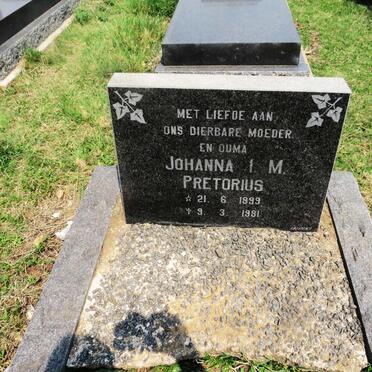 MET LIEFDE AAN
ONS DIERBARE MOEDER
EN OUMA
JOHANNA I M
PRETORIUS
☆ 21. 6 1899
✝ 9. 3. 1981